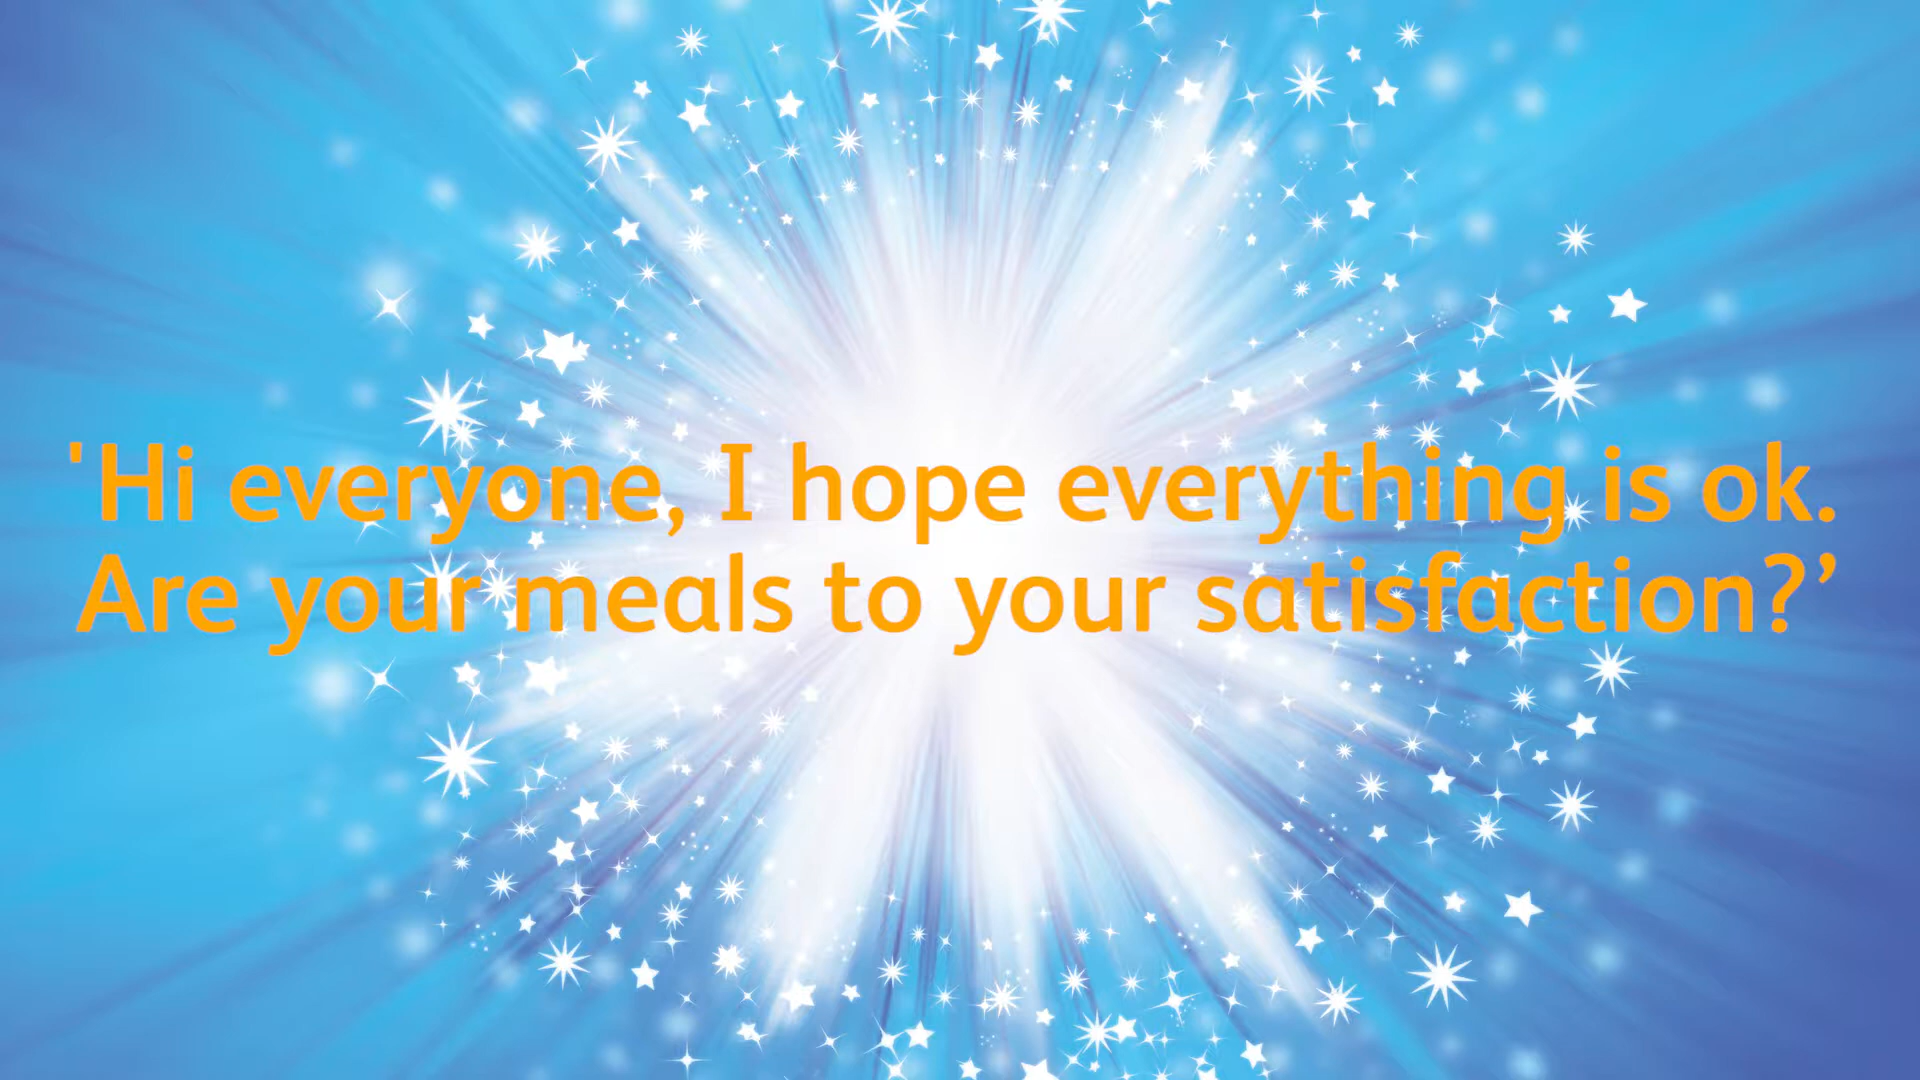 'Hi everyone, I hope everything is ok.
Are your meals to your satisfaction?’